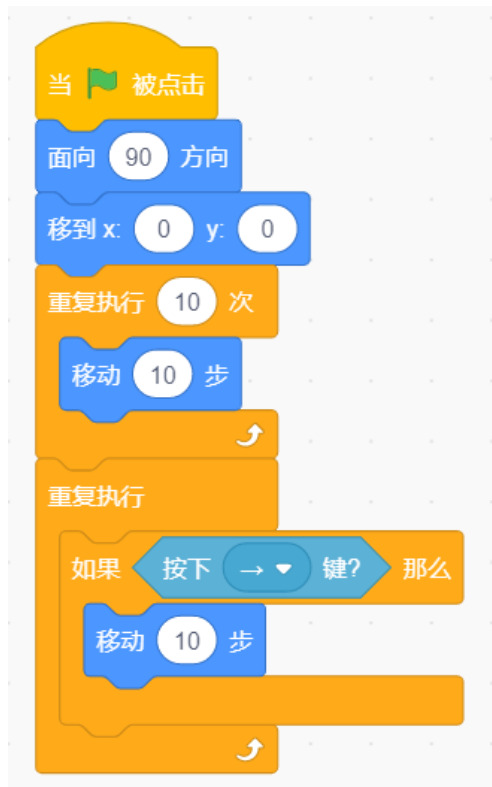 当 被点击
面向 90 方向
移到 x: 0 y: 0
重复执行 10 次
移动 10 步
重复执行
如果 按下 → 键? 那么
移动 10 步